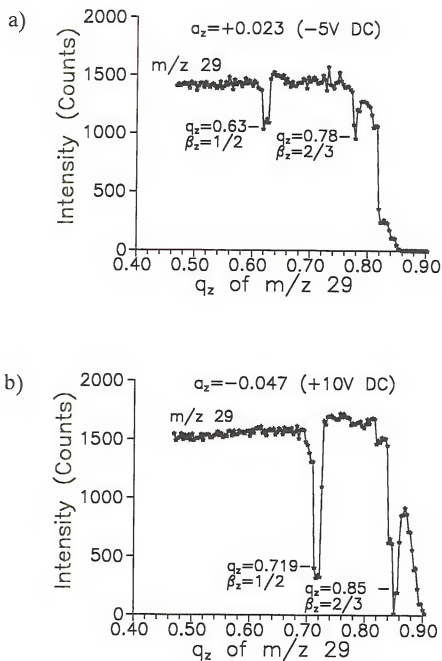 a)
q_z=+0.023 (−5V DC)
2000
m/z 29
1500
1000
500
0
Intensity (Counts)
q_z=0.63
β_z=1/2
q_z=0.78
β_z=2/3
0.40 0.50 0.60 0.70 0.80 0.90
q_z of m/z 29
b)
a_z=−0.047 (+10V DC)
2000
m/z 29
1500
1000
500
0
Intensity (Counts)
q_z=0.719
β_z=1/2
q_z=0.85
β_z=2/3
0.40 0.50 0.60 0.70 0.80 0.90
q_z of m/z 29